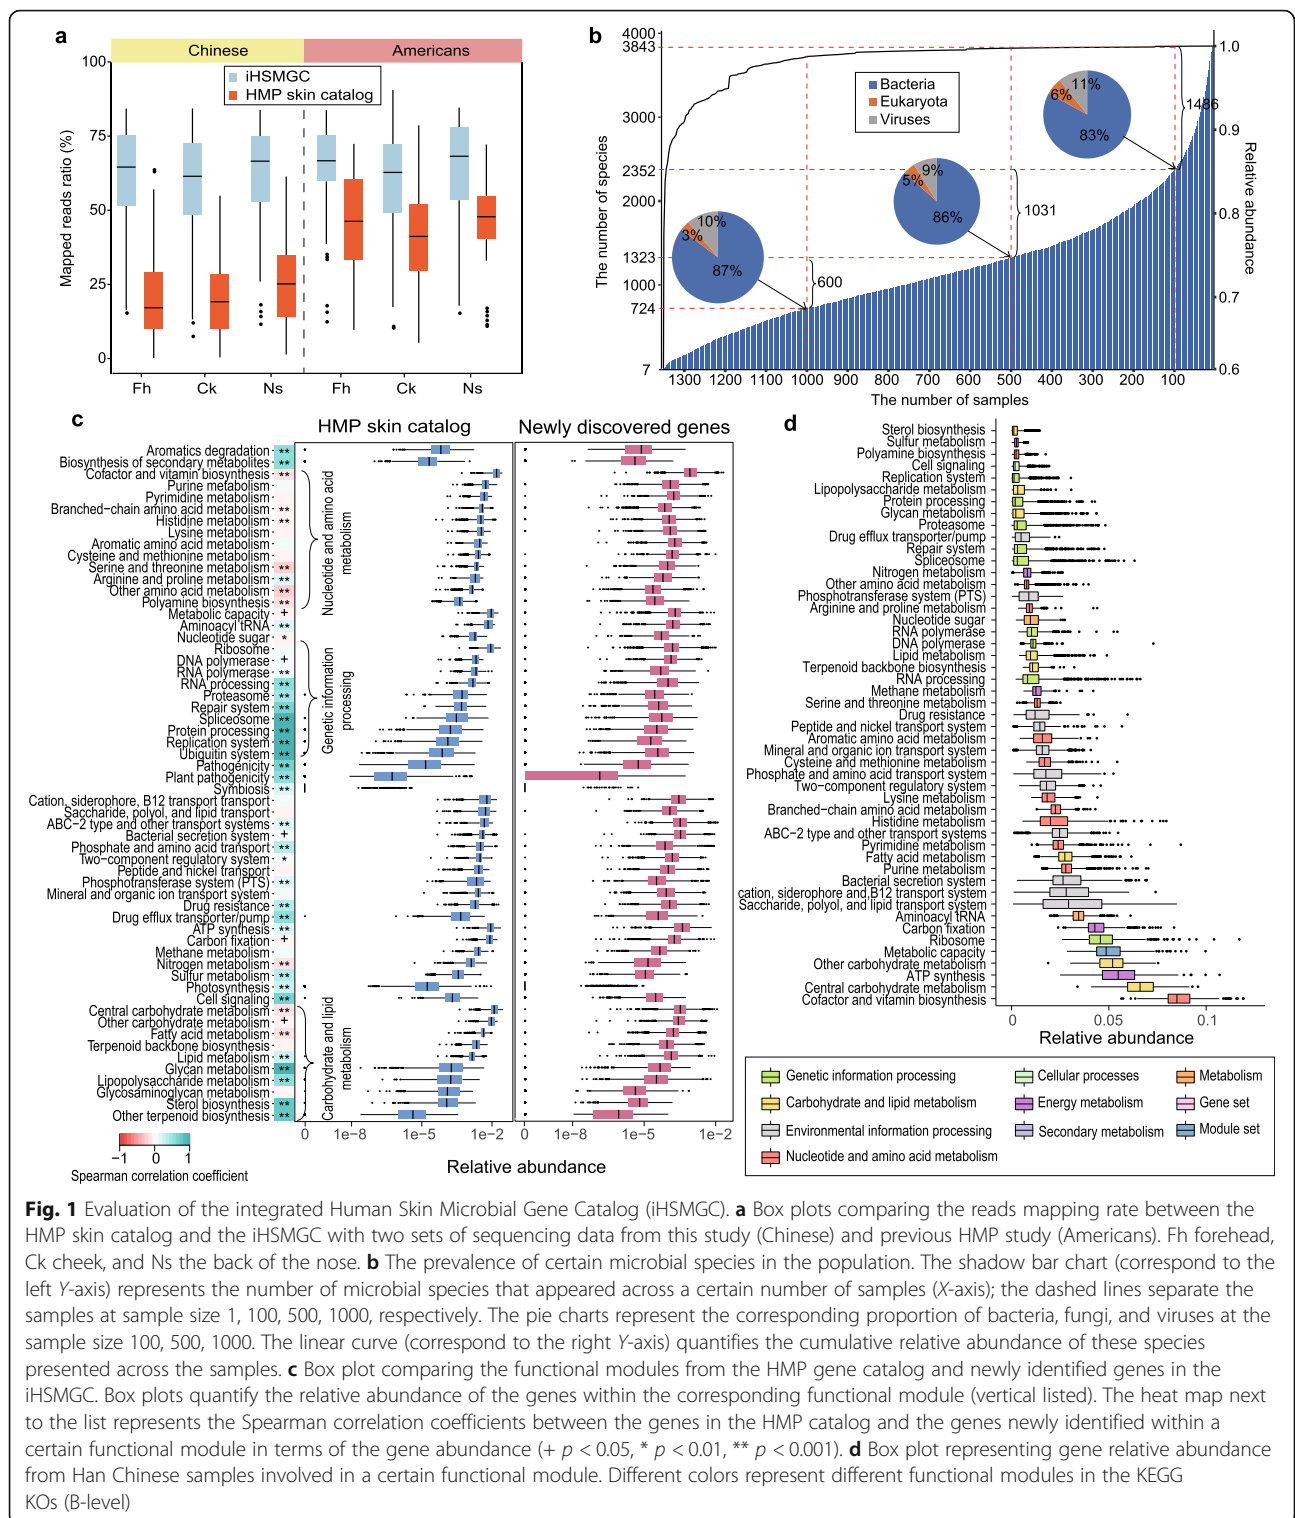 a
Chinese
Americans
iHSMGC
HMP skin catalog
Mapped reads ratio (%)
100
75
50
25
0
Fh
Ck
Ns
Fh
Ck
Ns
b
The number of species
4000
3843
3000
2352
2000
1323
1000
724
7
Bacteria
Eukaryota
Viruses
10%
3%
87%
9%
5%
86%
11%
6%
83%
600
1031
1486
1.0
0.9
0.8
0.7
0.6
Relative abundance
1300 1200 1100 1000 900 800 700 600 500 400 300 200 100
The number of samples
c
HMP skin catalog
Newly discovered genes
Aromatics degradation **
Biosynthesis of secondary metabolites **
Cofactor and vitamin biosynthesis **
Purine metabolism
Pyrimidine metabolism
Branched−chain amino acid metabolism **
Histidine metabolism **
Lysine metabolism
Aromatic amino acid metabolism
Cysteine and methionine metabolism
Serine and threonine metabolism **
Arginine and proline metabolism **
Other amino acid metabolism **
Polyamine biosynthesis **
Metabolic capacity +
Aminoacyl tRNA **
Nucleotide sugar *
Ribosome
DNA polymerase +
RNA polymerase **
RNA processing **
Proteasome **
Repair system **
Spliceosome **
Protein processing **
Replication system **
Ubiquitin system **
Pathogenicity **
Plant pathogenicity **
Symbiosis **
Cation, siderophore, B12 transport transport
Saccharide, polyol, and lipid transport
ABC−2 type and other transport systems **
Bacterial secretion system +
Phosphate and amino acid transport **
Two−component regulatory system *
Peptide and nickel transport
Phosphotransferase system (PTS) **
Mineral and organic ion transport system
Drug resistance **
Drug efflux transporter/pump **
ATP synthesis **
Carbon fixation +
Methane metabolism
Nitrogen metabolism **
Sulfur metabolism **
Photosynthesis **
Cell signaling **
Central carbohydrate metabolism **
Other carbohydrate metabolism +
Fatty acid metabolism **
Terpenoid backbone biosynthesis
Lipid metabolism **
Glycan metabolism **
Lipopolysaccharide metabolism **
Glycosaminoglycan metabolism
Sterol biosynthesis **
Other terpenoid biosynthesis **
Nucleotide and amino acid
metabolism
Genetic information
processing
Carbohydrate and lipid
metabolism
0 1e−8 1e−5 1e−2
0 1e−8 1e−5 1e−2
Relative abundance
−1 0 1
Spearman correlation coefficient
d
Sterol biosynthesis
Sulfur metabolism
Polyamine biosynthesis
Cell signaling
Replication system
Lipopolysaccharide metabolism
Protein processing
Glycan metabolism
Proteasome
Drug efflux transporter/pump
Repair system
Spliceosome
Nitrogen metabolism
Other amino acid metabolism
Phosphotransferase system (PTS)
Arginine and proline metabolism
Nucleotide sugar
RNA polymerase
DNA polymerase
Lipid metabolism
Terpenoid backbone biosynthesis
RNA processing
Methane metabolism
Serine and threonine metabolism
Drug resistance
Peptide and nickel transport system
Aromatic amino acid metabolism
Mineral and organic ion transport system
Cysteine and methionine metabolism
Phosphate and amino acid transport system
Two−component regulatory system
Lysine metabolism
Branched−chain amino acid metabolism
Histidine metabolism
ABC−2 type and other transport systems
Pyrimidine metabolism
Fatty acid metabolism
Purine metabolism
Bacterial secretion system
cation, siderophore and B12 transport system
Saccharide, polyol, and lipid transport system
Aminoacyl tRNA
Carbon fixation
Ribosome
Metabolic capacity
Other carbohydrate metabolism
ATP synthesis
Central carbohydrate metabolism
Cofactor and vitamin biosynthesis
0 0.05 0.1
Relative abundance
Genetic information processing
Cellular processes
Metabolism
Carbohydrate and lipid metabolism
Energy metabolism
Gene set
Environmental information processing
Secondary metabolism
Module set
Nucleotide and amino acid metabolism
Fig. 1 Evaluation of the integrated Human Skin Microbial Gene Catalog (iHSMGC). a Box plots comparing the reads mapping rate between the
HMP skin catalog and the iHSMGC with two sets of sequencing data from this study (Chinese) and previous HMP study (Americans). Fh forehead,
Ck cheek, and Ns the back of the nose. b The prevalence of certain microbial species in the population. The shadow bar chart (correspond to the
left Y-axis) represents the number of microbial species that appeared across a certain number of samples (X-axis); the dashed lines separate the
samples at sample size 1, 100, 500, 1000, respectively. The pie charts represent the corresponding proportion of bacteria, fungi, and viruses at the
sample size 100, 500, 1000. The linear curve (correspond to the right Y-axis) quantifies the cumulative relative abundance of these species
presented across the samples. c Box plot comparing the functional modules from the HMP gene catalog and newly identified genes in the
iHSMGC. Box plots quantify the relative abundance of the genes within the corresponding functional module (vertical listed). The heat map next
to the list represents the Spearman correlation coefficients between the genes in the HMP catalog and the genes newly identified within a
certain functional module in terms of the gene abundance (+ p < 0.05, * p < 0.01, ** p < 0.001). d Box plot representing gene relative abundance
from Han Chinese samples involved in a certain functional module. Different colors represent different functional modules in the KEGG
KOs (B-level)